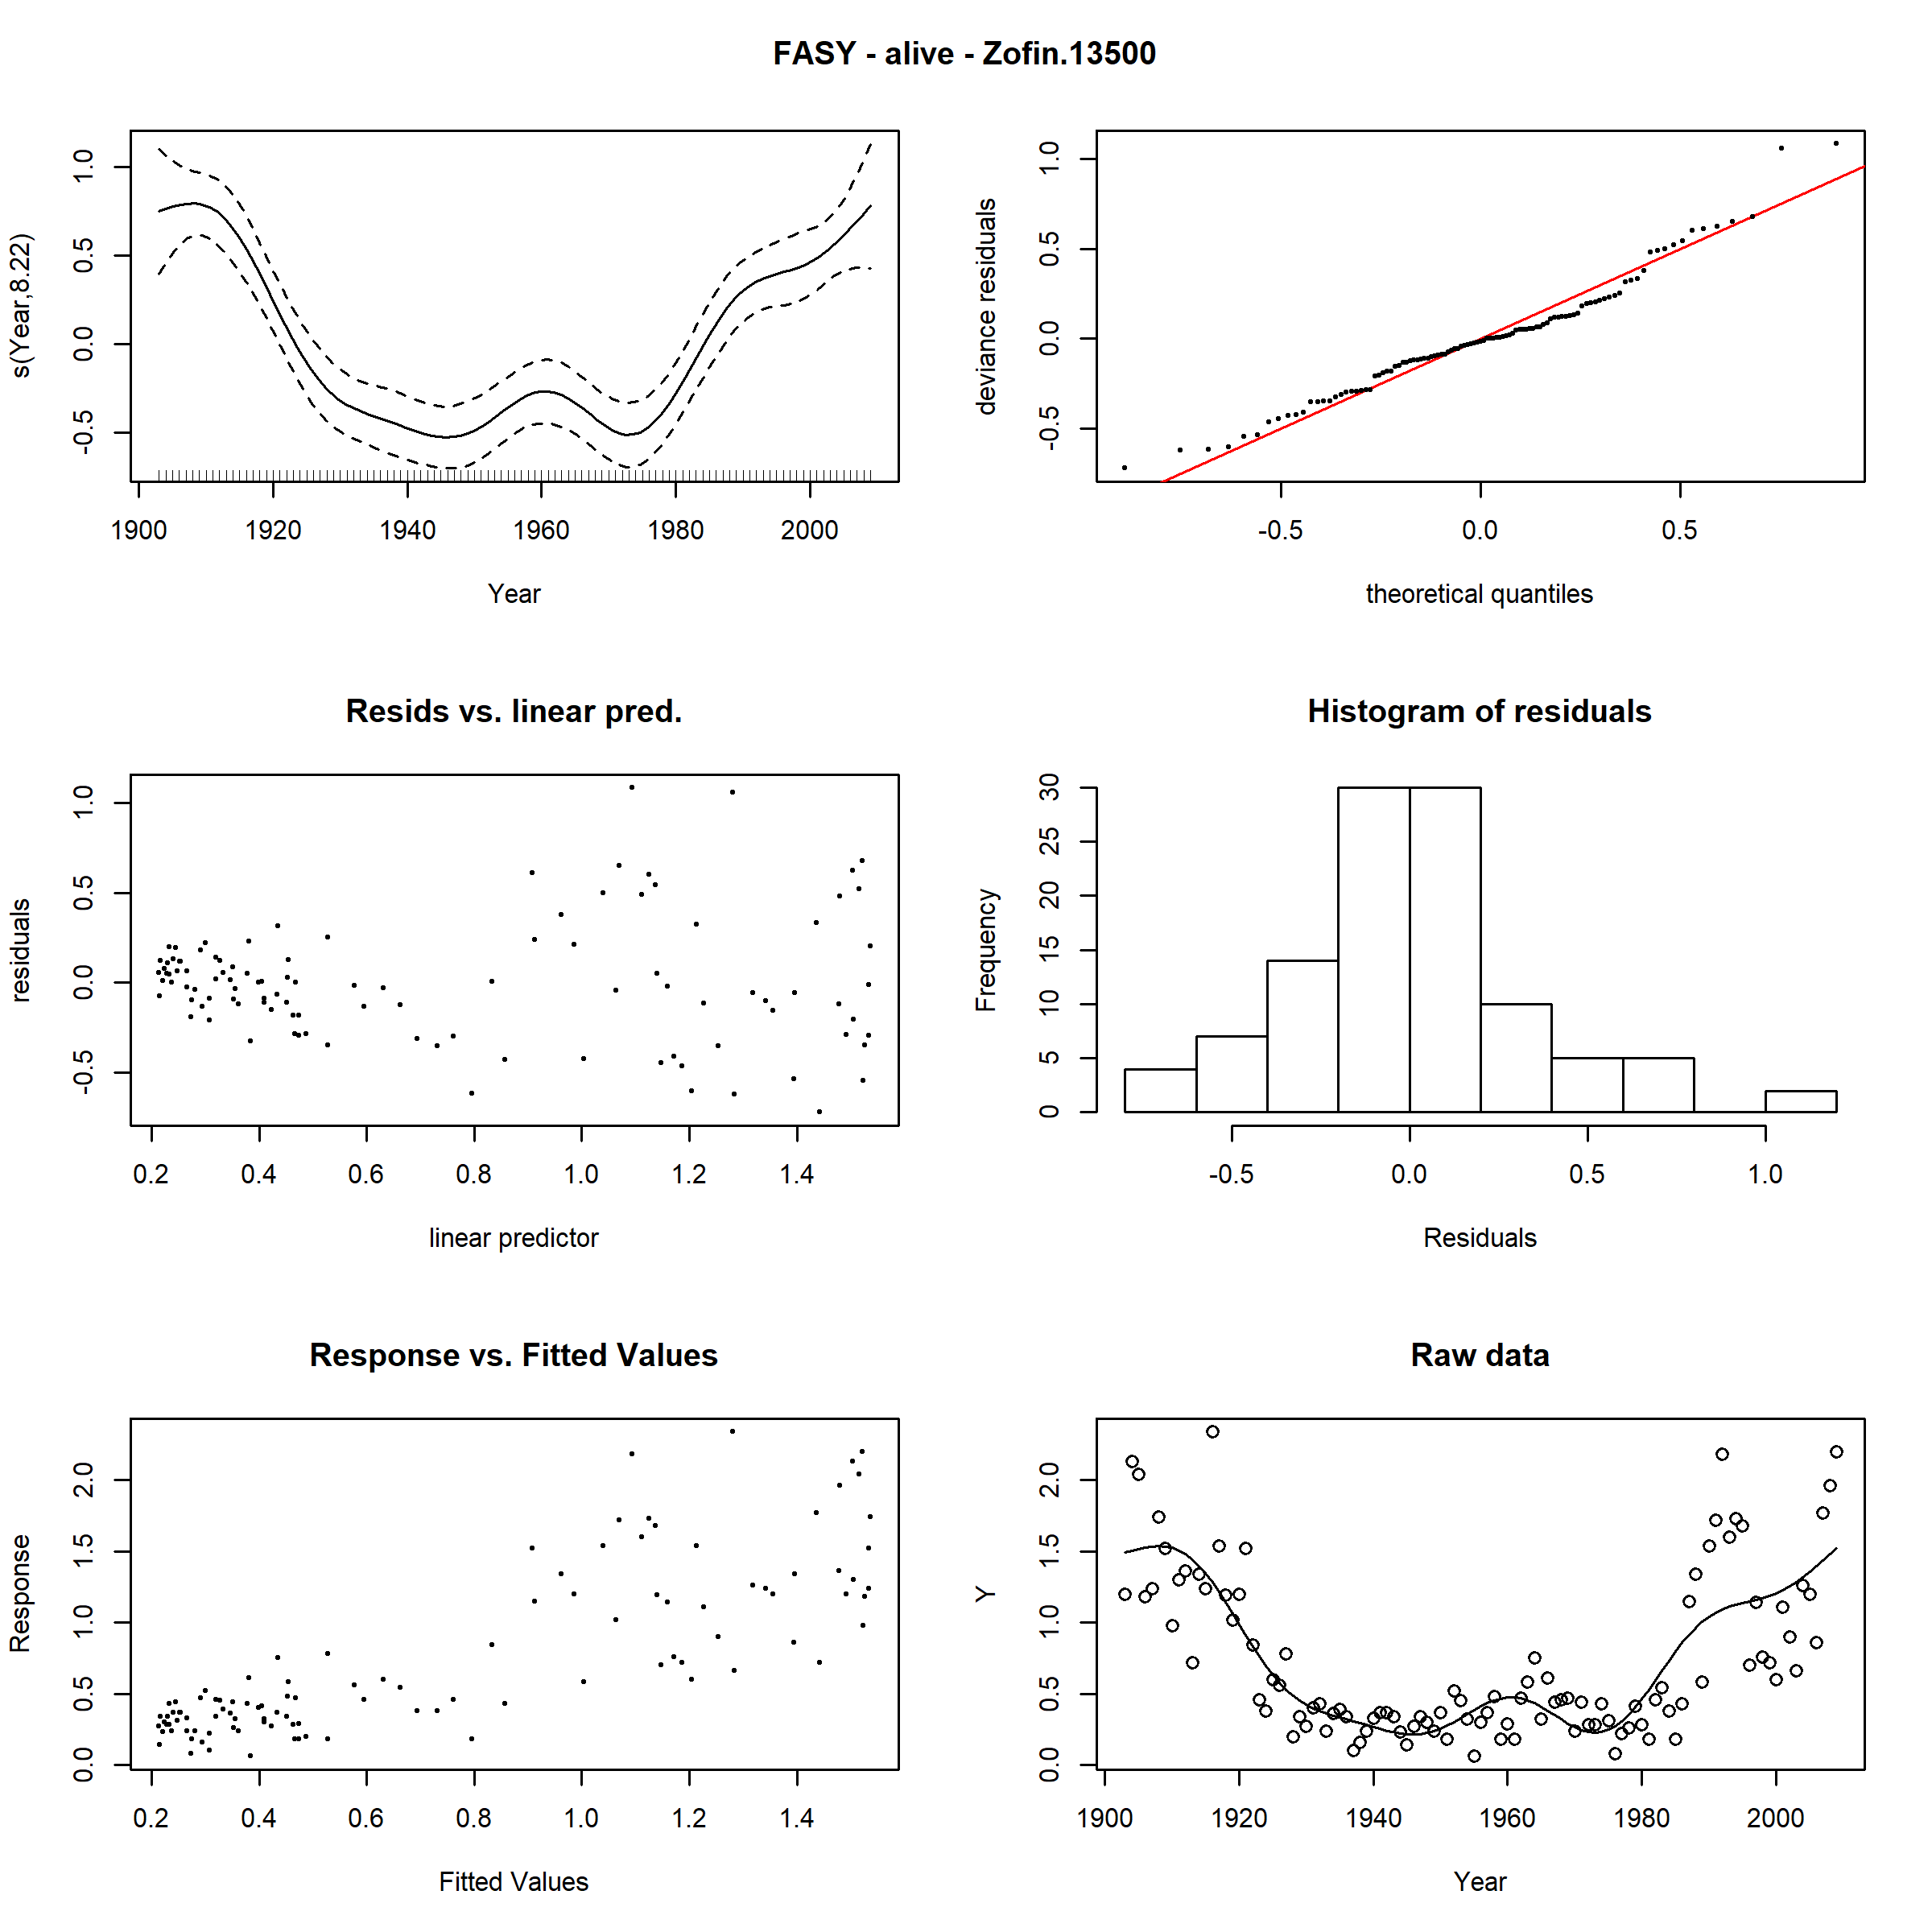 FASY - alive - Zofin.13500
s(Year,8.22)
1.0
0.5
0.0
-0.5
1900 1920 1940 1960 1980 2000
Year
deviance residuals
1.0
0.5
0.0
-0.5
-0.5 0.0 0.5
theoretical quantiles
Resids vs. linear pred.
residuals
1.0
0.5
0.0
-0.5
0.2 0.4 0.6 0.8 1.0 1.2 1.4
linear predictor
Histogram of residuals
Frequency
30
25
20
15
10
5
0
-0.5 0.0 0.5 1.0
Residuals
Response vs. Fitted Values
Response
2.0
1.5
1.0
0.5
0.0
0.2 0.4 0.6 0.8 1.0 1.2 1.4
Fitted Values
Raw data
Y
2.0
1.5
1.0
0.5
0.0
1900 1920 1940 1960 1980 2000
Year